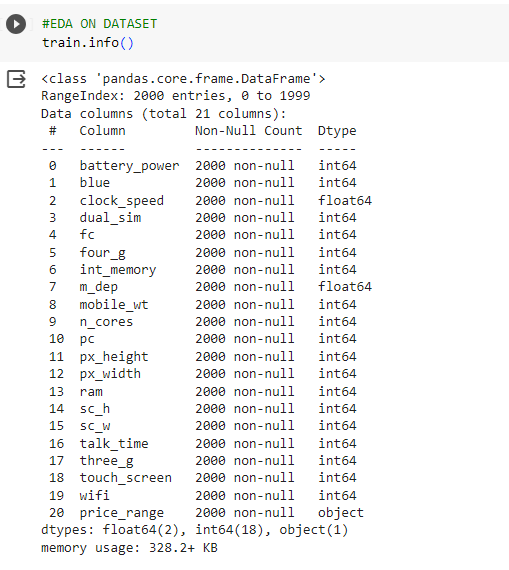 #EDA ON DATASET
train.info()
<class 'pandas.core.frame.DataFrame'>
RangeIndex: 2000 entries, 0 to 1999
Data columns (total 21 columns):
 #   Column         Non-Null Count  Dtype
---  ------         --------------  -----
 0   battery_power  2000 non-null   int64
 1   blue           2000 non-null   int64
 2   clock_speed    2000 non-null   float64
 3   dual_sim       2000 non-null   int64
 4   fc             2000 non-null   int64
 5   four_g         2000 non-null   int64
 6   int_memory     2000 non-null   int64
 7   m_dep          2000 non-null   float64
 8   mobile_wt      2000 non-null   int64
 9   n_cores        2000 non-null   int64
 10  pc             2000 non-null   int64
 11  px_height      2000 non-null   int64
 12  px_width       2000 non-null   int64
 13  ram            2000 non-null   int64
 14  sc_h           2000 non-null   int64
 15  sc_w           2000 non-null   int64
 16  talk_time      2000 non-null   int64
 17  three_g        2000 non-null   int64
 18  touch_screen   2000 non-null   int64
 19  wifi           2000 non-null   int64
 20  price_range    2000 non-null   object
dtypes: float64(2), int64(18), object(1)
memory usage: 328.2+ KB